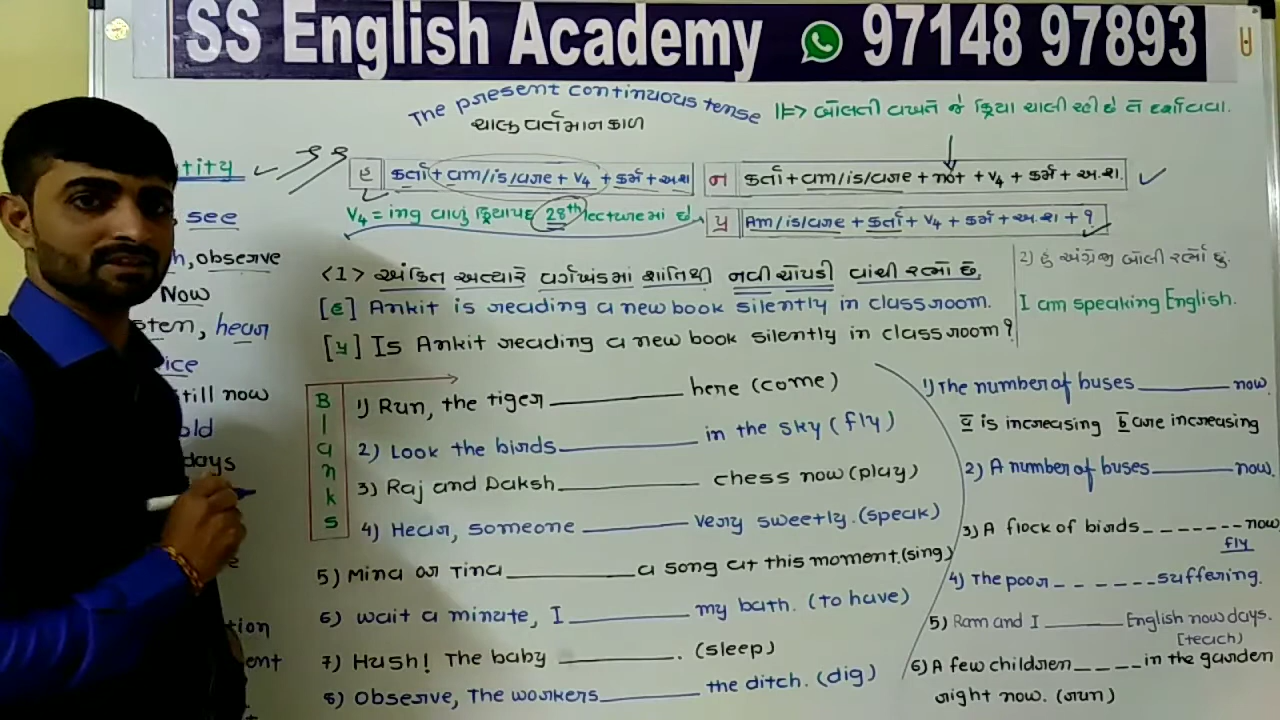 SS English Academy 97148 97893
The present continuous tense
ચાલુ વર્તમાનકાળ
1⇒ બોલતી વખતે જે ક્રિયા ચાલી રહી છે તે દર્શાવવા.
tity
હ કર્તા + am/is/are + V4 + કર્મ + અ.શ.
ન કર્તા + am/is/are + not + V4 + કર્મ + અ.શ.
V4 = ing વાળું ક્રિયાપદ 28th lectureમાં છે
પ્ર Am/is/are + કર્તા + V4 + કર્મ + અ.શ + ?
see
h, observe
Now
sten, hear
ice
till now
old
days
tion
ent
<1> અંકિત અત્યારે વર્ગખંડમાં શાંતિથી નવી ચોપડી વાંચી રહ્યો છે.
[હ] Ankit is reading a new book silently in classroom.
[પ્ર] Is Ankit reading a new book silently in classroom?
2) હું અંગ્રેજી બોલી રહ્યો છું.
I am speaking English.
Blanks
1) Run, the tiger __________ here (come)
2) Look the birds __________ in the sky (fly)
3) Raj and Daksh __________ chess now (play)
4) Hear, someone __________ very sweetly. (speak)
5) Mina or Tina __________ a song at this moment. (sing)
6) wait a minute, I __________ my bath. (to have)
7) Hush! The baby __________. (sleep)
8) Observe, The workers __________ the ditch. (dig)
1) The number of buses ________ now.
a is increasing b are increasing
2) A number of buses ________ now.
3) A flock of birds _ _ _ _ _ _ _ now
fly
4) The poor _ _ _ _ _ _ suffering.
5) Ram and I ________ English now days.
[teach]
6) A few children _ _ _ _ in the garden
right now. (run)